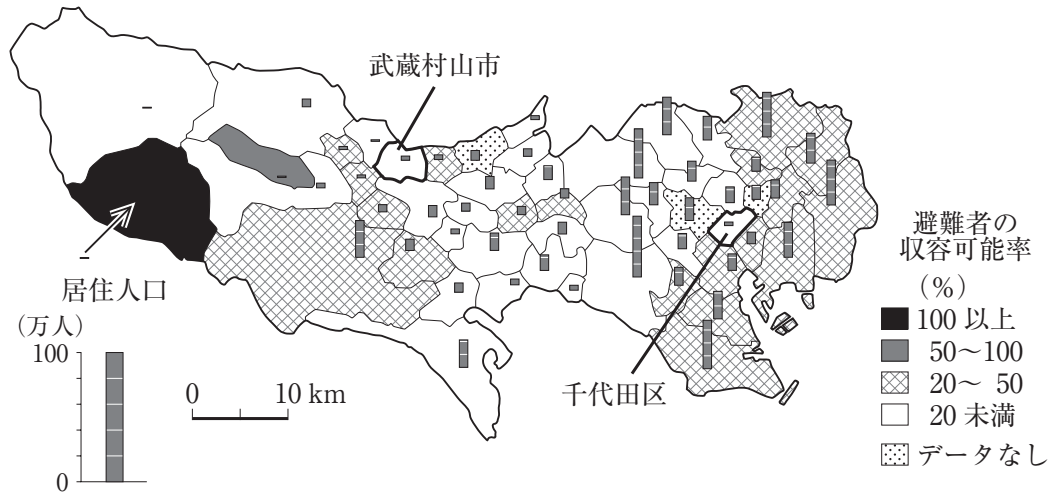 武蔵村山市
居住人口
(万人)
100
0
0 10 km
千代田区
避難者の
収容可能率
(%)
100 以上
50〜100
20〜 50
20 未満
データなし